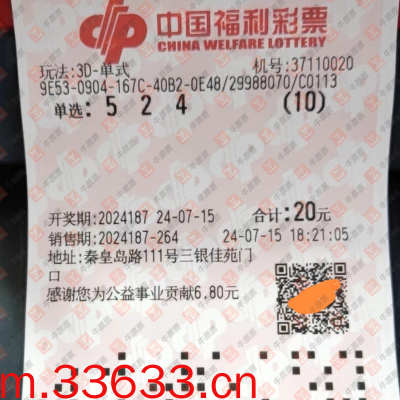 中国福利彩票
CHINA WELFARE LOTTERY
玩法:3D-单式 机号:37110020
9E53-0904-167C-40B2-0E48/29988070/C0113
单选: 5 2 4 (10)
开奖期:2024187 24-07-15 合计:20元
销售期:2024187-264 24-07-15 18:21:05
地址:秦皇岛路111号三银佳苑门
口
感谢您为公益事业贡献6.80元
m.33633.cn